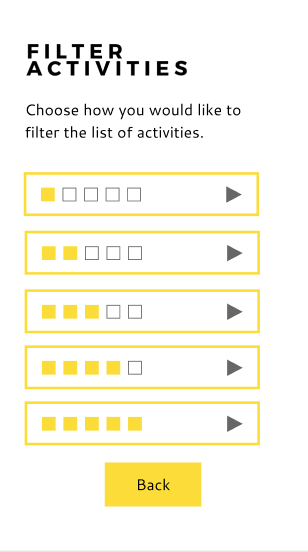 FILTER
ACTIVITIES
Choose how you would like to
filter the list of activities.
Back